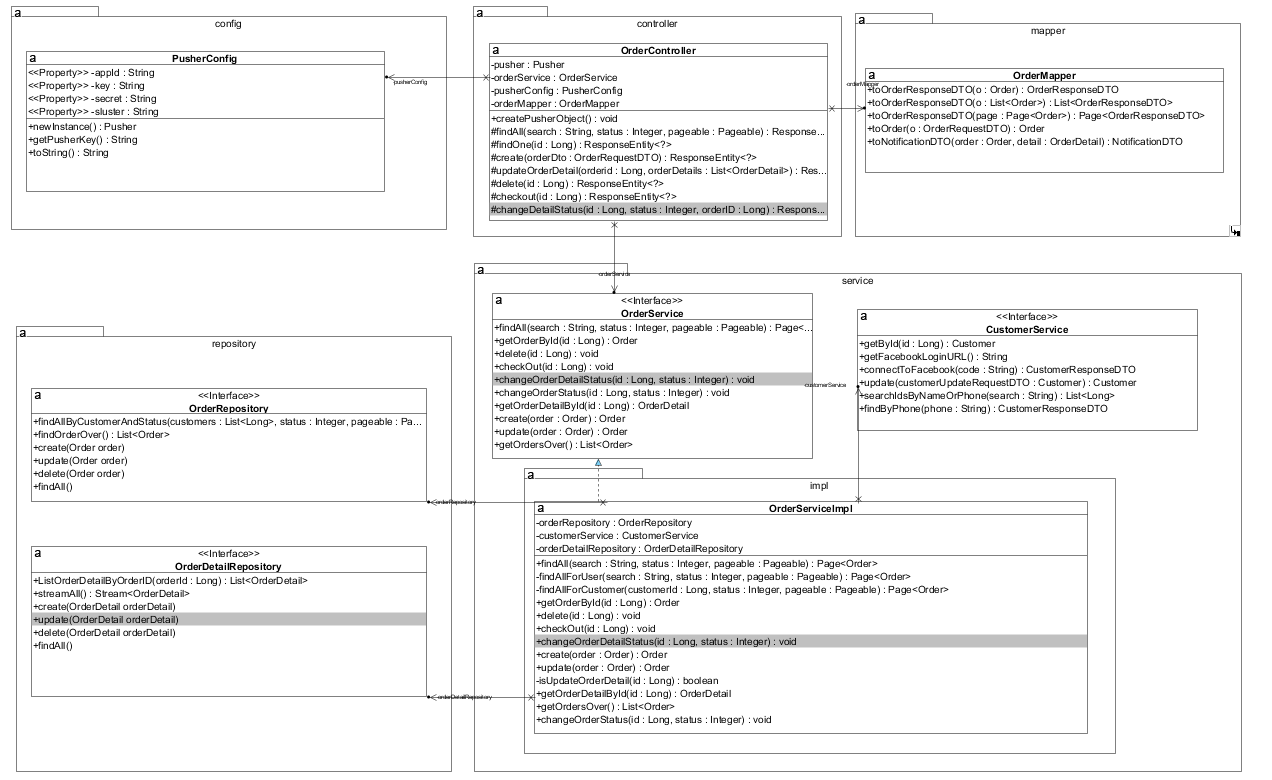 a
config
a
PusherConfig
<<Property>> -appId : String
<<Property>> -key : String
<<Property>> -secret : String
<<Property>> -sluster : String
+newInstance() : Pusher
+getPusherKey() : String
+toString() : String
pusherConfig
a
controller
a
OrderController
-pusher : Pusher
-orderService : OrderService
-pusherConfig : PusherConfig
-orderMapper : OrderMapper
+createPusherObject() : void
#findAll(search : String, status : Integer, pageable : Pageable) : Response...
#findOne(id : Long) : ResponseEntity<?>
#create(orderDto : OrderRequestDTO) : ResponseEntity<?>
#updateOrderDetail(orderid : Long, orderDetails : List<OrderDetail>) : Res...
#delete(id : Long) : ResponseEntity<?>
#checkout(id : Long) : ResponseEntity<?>
#changeDetailStatus(id : Long, status : Integer, orderID : Long) : Respons...
orderMapper
a
mapper
a
OrderMapper
+toOrderResponseDTO(o : Order) : OrderResponseDTO
+toOrderResponseDTO(o : List<Order>) : List<OrderResponseDTO>
+toOrderResponseDTO(page : Page<Order>) : Page<OrderResponseDTO>
+toOrder(o : OrderRequestDTO) : Order
+toNotificationDTO(order : Order, detail : OrderDetail) : NotificationDTO
orderService
a
service
a
<<Interface>>
OrderService
+findAll(search : String, status : Integer, pageable : Pageable) : Page<...
+getOrderById(id : Long) : Order
+delete(id : Long) : void
+checkOut(id : Long) : void
+changeOrderDetailStatus(id : Long, status : Integer) : void
+changeOrderStatus(id : Long, status : Integer) : void
+getOrderDetailById(id : Long) : OrderDetail
+create(order : Order) : Order
+update(order : Order) : Order
+getOrdersOver() : List<Order>
customerService
a
<<Interface>>
CustomerService
+getById(id : Long) : Customer
+getFacebookLoginURL() : String
+connectToFacebook(code : String) : CustomerResponseDTO
+update(customerUpdateRequestDTO : Customer) : Customer
+searchIdsByNameOrPhone(search : String) : List<Long>
+findByPhone(phone : String) : CustomerResponseDTO
a
repository
a
<<Interface>>
OrderRepository
+findAllByCustomerAndStatus(customers : List<Long>, status : Integer, pageable : Pa...
+findOrderOver() : List<Order>
+create(Order order)
+update(Order order)
+delete(Order order)
+findAll()
orderRepository
a
<<Interface>>
OrderDetailRepository
+ListOrderDetailByOrderID(orderId : Long) : List<OrderDetail>
+streamAll() : Stream<OrderDetail>
+create(OrderDetail orderDetail)
+update(OrderDetail orderDetail)
+delete(OrderDetail orderDetail)
+findAll()
orderDetailRepository
a
impl
a
OrderServiceImpl
-orderRepository : OrderRepository
-customerService : CustomerService
-orderDetailRepository : OrderDetailRepository
+findAll(search : String, status : Integer, pageable : Pageable) : Page<Order>
-findAllForUser(search : String, status : Integer, pageable : Pageable) : Page<Order>
-findAllForCustomer(customerId : Long, status : Integer, pageable : Pageable) : Page<Order>
+getOrderById(id : Long) : Order
+delete(id : Long) : void
+checkOut(id : Long) : void
+changeOrderDetailStatus(id : Long, status : Integer) : void
+create(order : Order) : Order
+update(order : Order) : Order
-isUpdateOrderDetail(id : Long) : boolean
+getOrderDetailById(id : Long) : OrderDetail
+getOrdersOver() : List<Order>
+changeOrderStatus(id : Long, status : Integer) : void